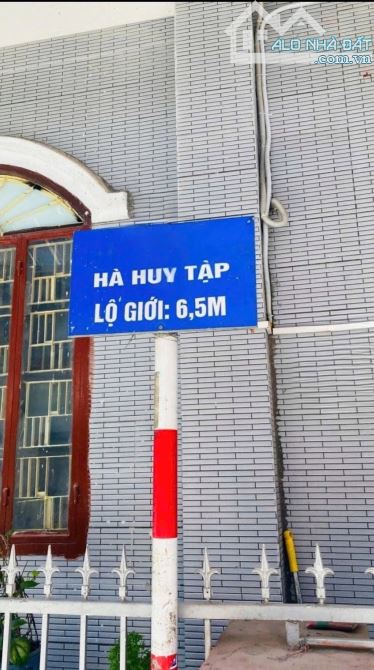 ALO NHÀ ĐẤT
.com.vn
HÀ HUY TẬP
LỘ GIỚI: 6,5M